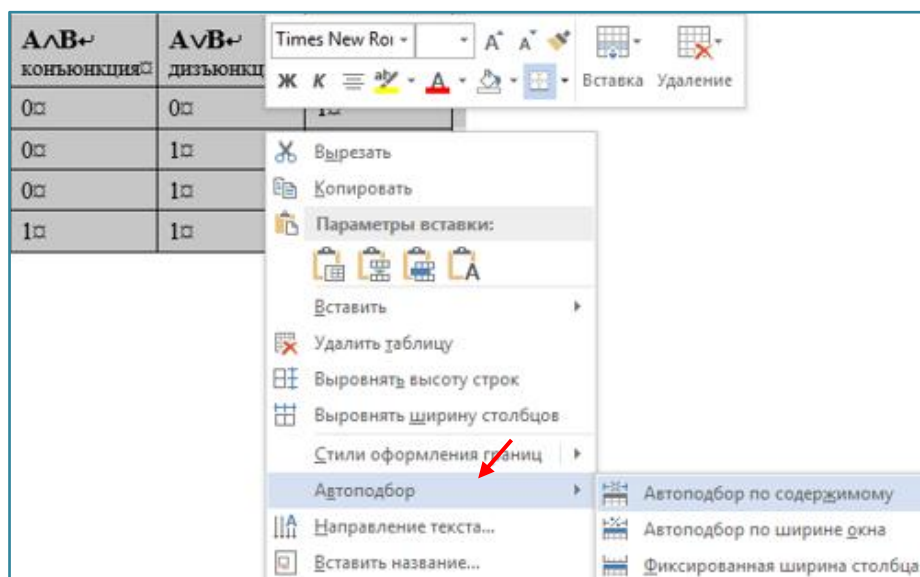 A∧B↵ A∨B↵ Times New Roı
конъюнкция¤ дизъюнкц Ж К Вставка Удаление
0¤ 0¤ 1¤
0¤ 1¤
0¤ 1¤
1¤ 1¤
Вырезать
Копировать
Параметры вставки:
Вставить
Удалить таблицу
Выровнять высоту строк
Выровнять ширину столбцов
Стили оформления границ
Автоподбор
Направление текста...
Вставить название...
Автоподбор по содержимому
Автоподбор по ширине окна
Фиксированная ширина столбца